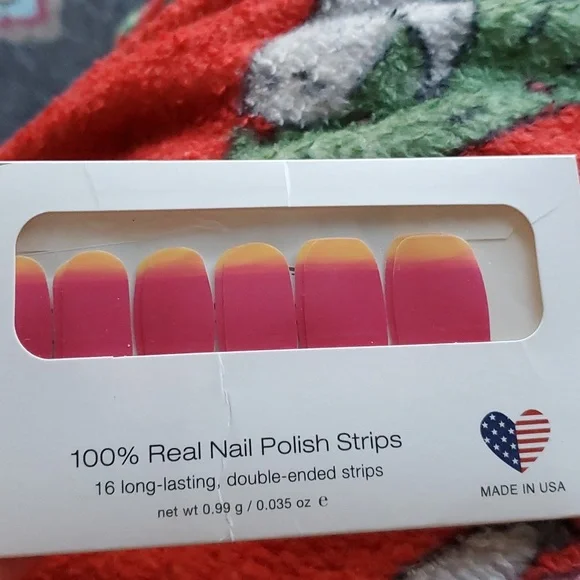 100% Real Nail Polish Strips
16 long-lasting, double-ended strips
net wt 0.99 g / 0.035 oz ℮
MADE IN USA